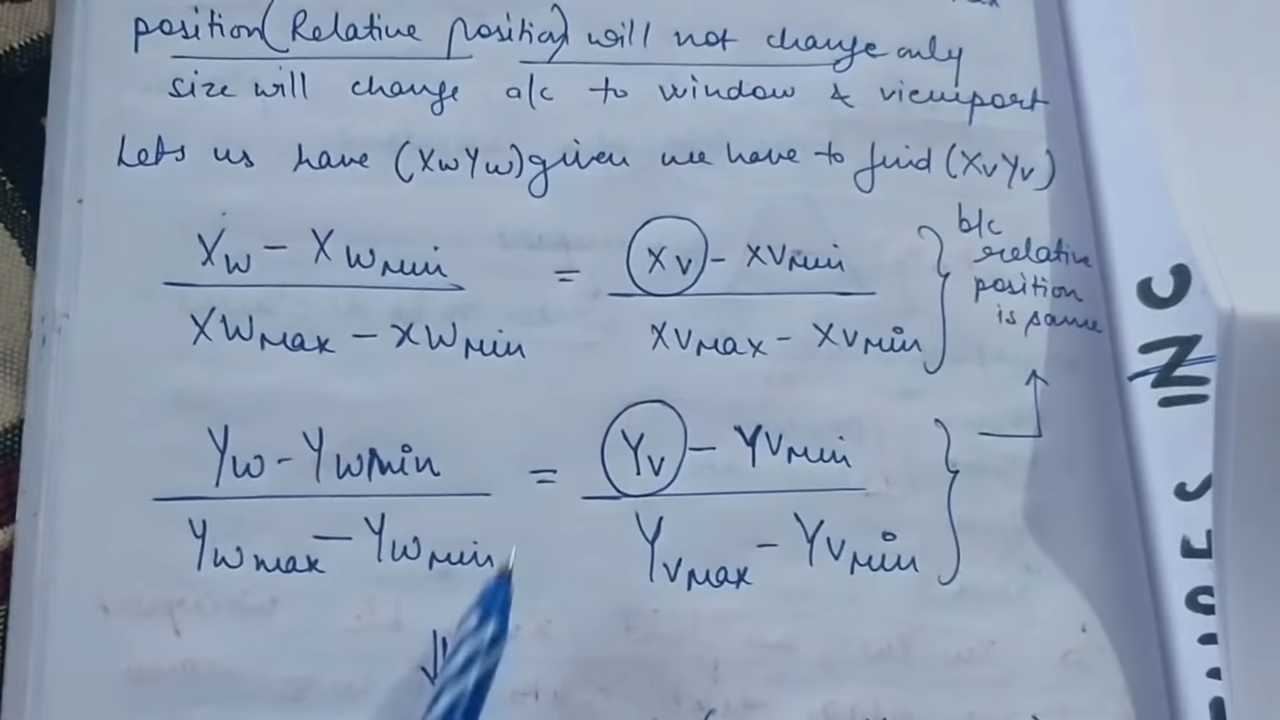 position(Relative position) will not change only
size will change a/c to window & viewport
Lets us have (XwYw) given we have to find (XvYv)
Xw - XWmin = Xv - XVmin
XWMax - XWMin XVMax - XVMin
b/c
relative
position
is same
Yw - YwMin = Yv - YVmin
Ywmax - Ywmin YvMax - YvMin
INC